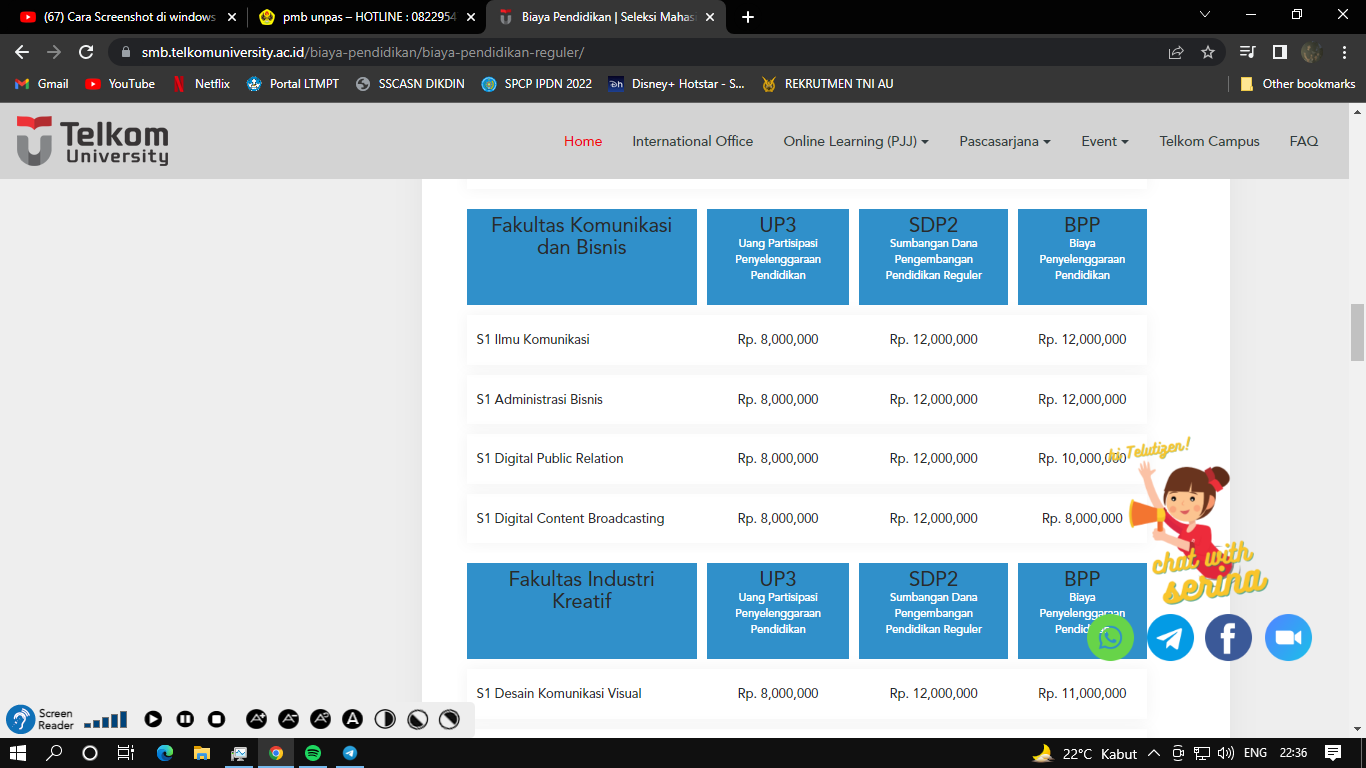 (67) Cara Screenshot di windows
pmb unpas – HOTLINE : 0822954
Biaya Pendidikan | Seleksi Mahasi
smb.telkomuniversity.ac.id/biaya-pendidikan/biaya-pendidikan-reguler/
Gmail
YouTube
Netflix
Portal LTMPT
SSCASN DIKDIN
SPCP IPDN 2022
Disney+ Hotstar - S...
REKRUTMEN TNI AU
Other bookmarks
Telkom
University
Home
International Office
Online Learning (PJJ)
Pascasarjana
Event
Telkom Campus
FAQ
Fakultas Komunikasi
dan Bisnis
UP3
Uang Partisipasi
Penyelenggaraan
Pendidikan
SDP2
Sumbangan Dana
Pengembangan
Pendidikan Reguler
BPP
Biaya
Penyelenggaraan
Pendidikan
S1 Ilmu Komunikasi Rp. 8,000,000 Rp. 12,000,000 Rp. 12,000,000
S1 Administrasi Bisnis Rp. 8,000,000 Rp. 12,000,000 Rp. 12,000,000
S1 Digital Public Relation Rp. 8,000,000 Rp. 12,000,000 Rp. 10,000,000
S1 Digital Content Broadcasting Rp. 8,000,000 Rp. 12,000,000 Rp. 8,000,000
hi Telutizen!
chat with
serina
Fakultas Industri
Kreatif
UP3
Uang Partisipasi
Penyelenggaraan
Pendidikan
SDP2
Sumbangan Dana
Pengembangan
Pendidikan Reguler
BPP
Biaya
Penyelenggaraan
Pendidikan
S1 Desain Komunikasi Visual Rp. 8,000,000 Rp. 12,000,000 Rp. 11,000,000
Screen
Reader
22°C Kabut
ENG
22:36